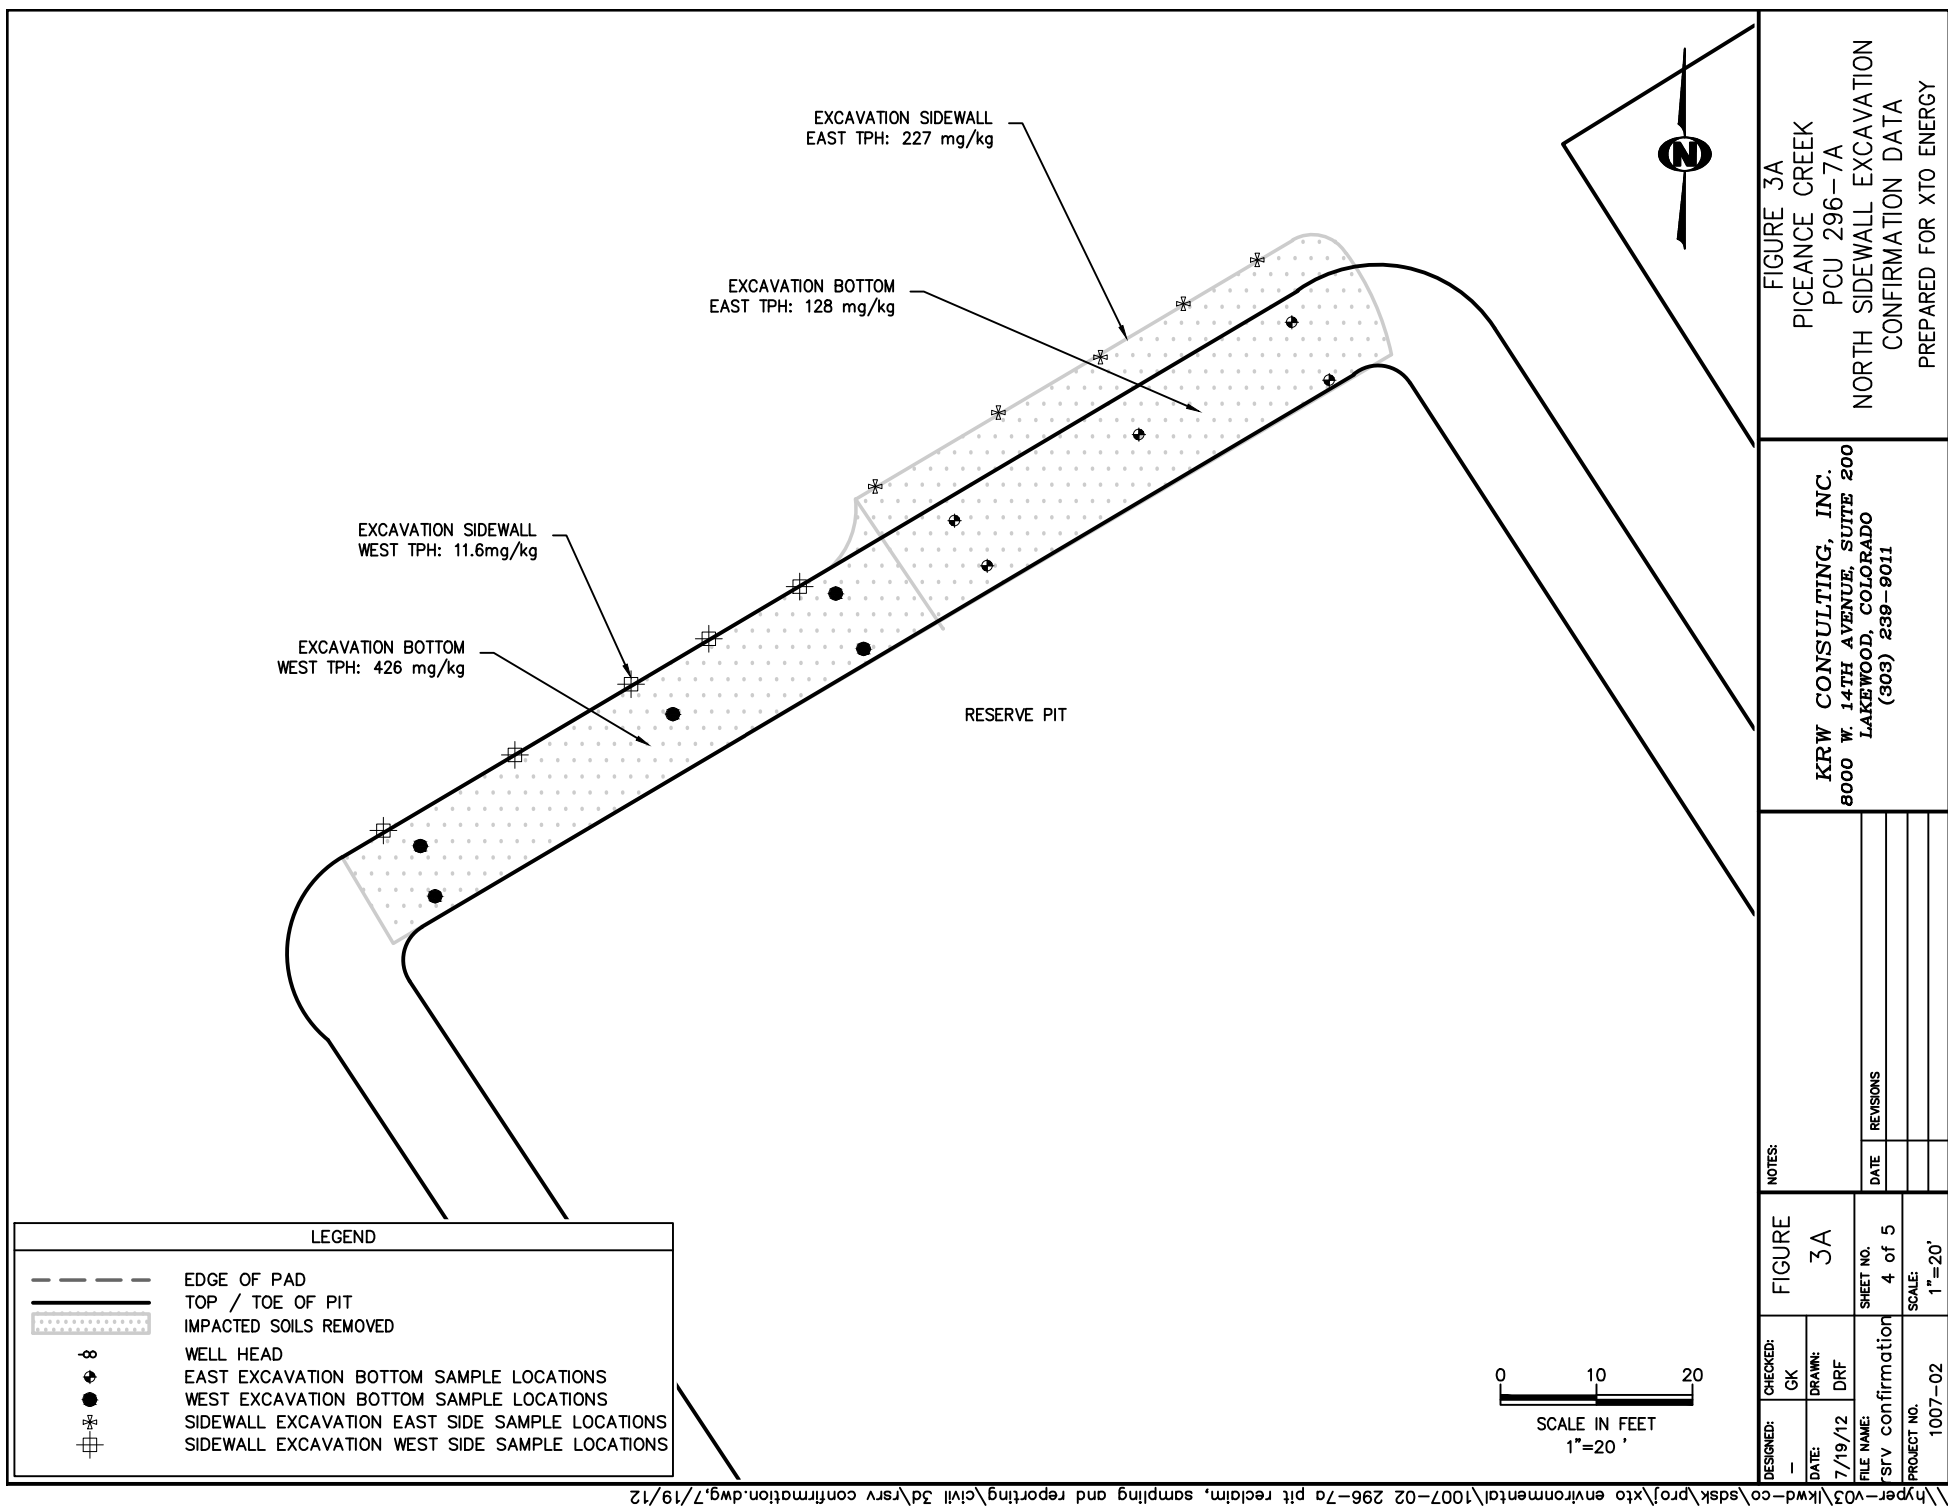 EXCAVATION SIDEWALL
EAST TPH: 227 mg/kg
EXCAVATION BOTTOM
EAST TPH: 128 mg/kg
EXCAVATION SIDEWALL
WEST TPH: 11.6mg/kg
EXCAVATION BOTTOM
WEST TPH: 426 mg/kg
RESERVE PIT
N
LEGEND
EDGE OF PAD
TOP / TOE OF PIT
IMPACTED SOILS REMOVED
WELL HEAD
EAST EXCAVATION BOTTOM SAMPLE LOCATIONS
WEST EXCAVATION BOTTOM SAMPLE LOCATIONS
SIDEWALL EXCAVATION EAST SIDE SAMPLE LOCATIONS
SIDEWALL EXCAVATION WEST SIDE SAMPLE LOCATIONS
0 10 20
SCALE IN FEET
1"=20 '
FIGURE 3A
PICEANCE CREEK
PCU 296-7A
NORTH SIDEWALL EXCAVATION
CONFIRMATION DATA
PREPARED FOR XTO ENERGY
KRW CONSULTING, INC.
8000 W. 14TH AVENUE, SUITE 200
LAKEWOOD, COLORADO
(303) 239-9011
NOTES:
DATE REVISIONS
FIGURE
3A
SHEET NO.
4 of 5
SCALE:
1"=20'
DESIGNED:
-
CHECKED:
GK
DATE:
7/19/12
DRAWN:
DRF
FILE NAME:
rsrv confirmation
PROJECT NO.
1007-02
\\hyper-v03\lkwd-co\sdsk\proj\xto environmental\1007-02 296-7a pit reclaim, sampling and reporting\civil 3d\rsrv confirmation.dwg,7/19/12